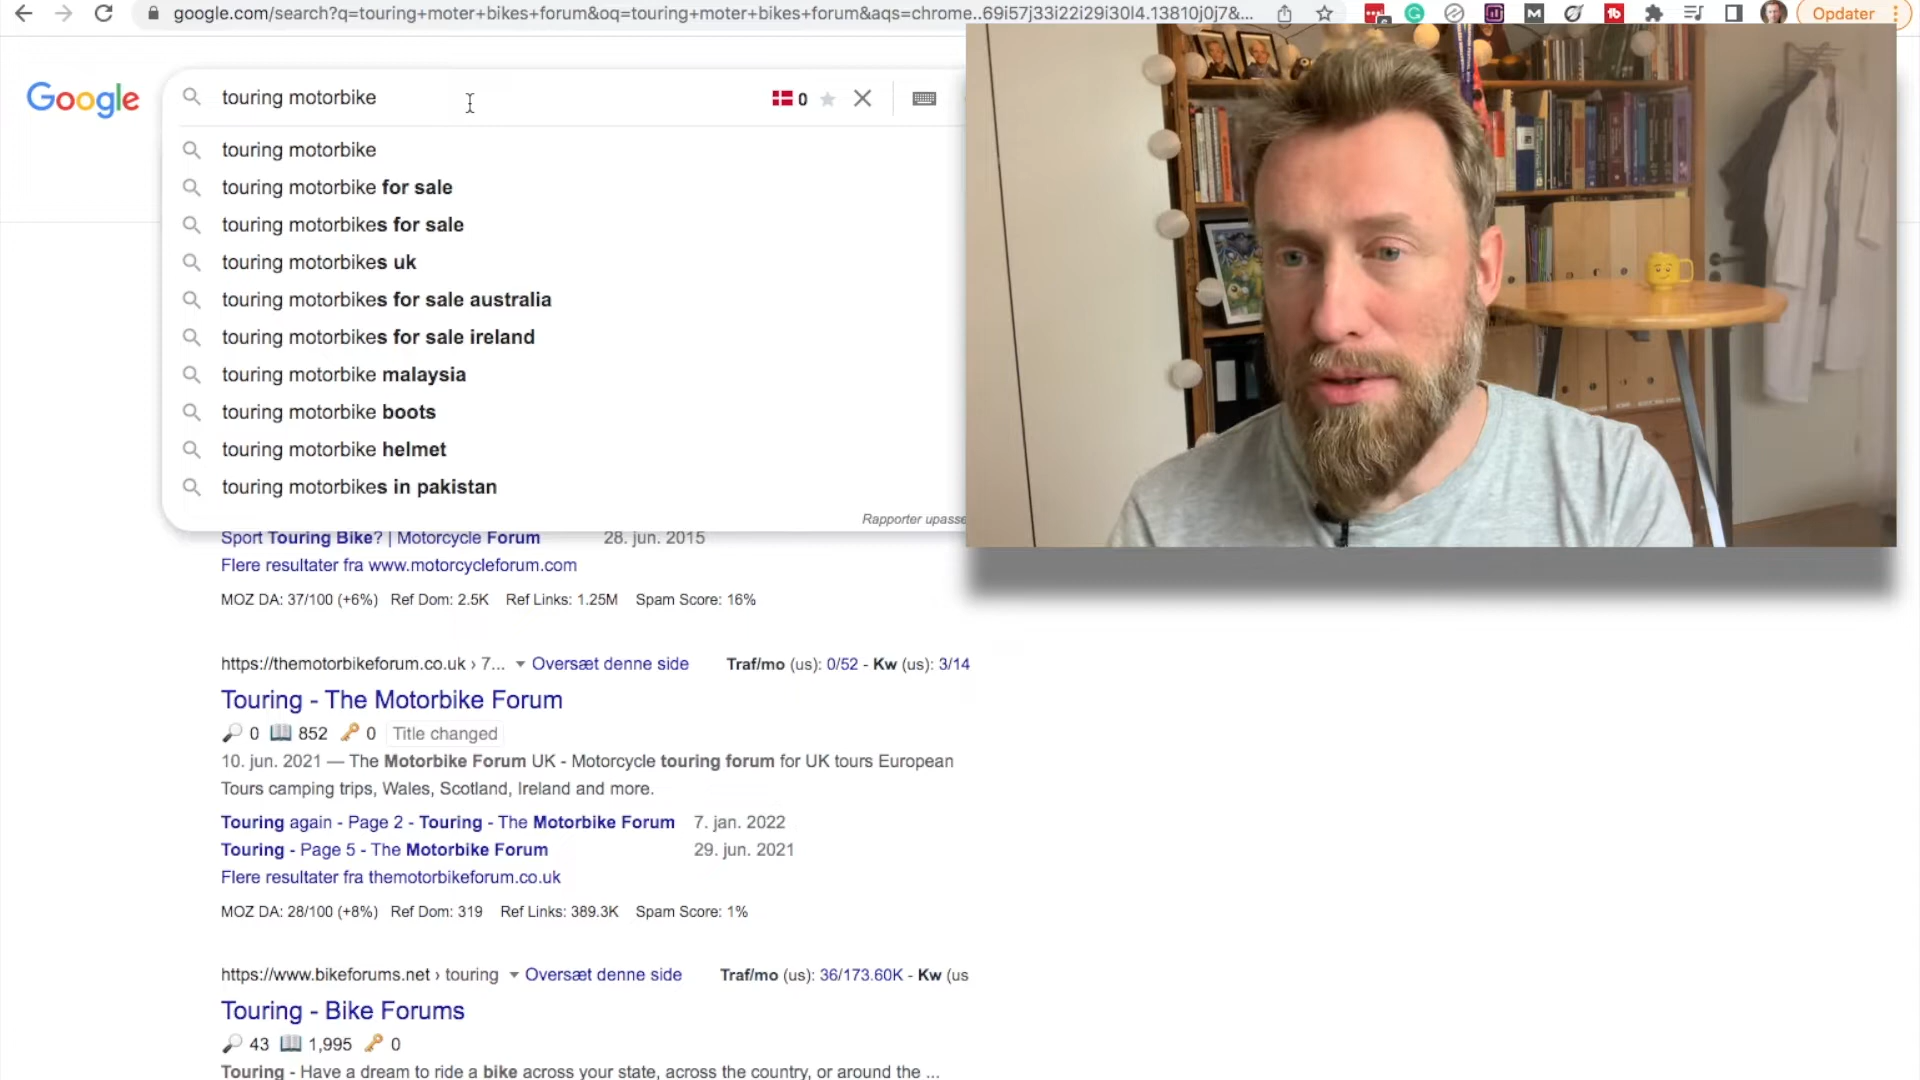 google.com/search?q=touring+moter+bikes+forum&oq=touring+moter+bikes+forum&aqs=chrome..69i57j33i22i29i30l4.13810j0j7&...
Opdater
Google
touring motorbike
0
touring motorbike
touring motorbike for sale
touring motorbikes for sale
touring motorbikes uk
touring motorbikes for sale australia
touring motorbikes for sale ireland
touring motorbike malaysia
touring motorbike boots
touring motorbike helmet
touring motorbikes in pakistan
Rapporter upasse
Sport Touring Bike? | Motorcycle Forum 28. jun. 2015
Flere resultater fra www.motorcycleforum.com
MOZ DA: 37/100 (+6%) Ref Dom: 2.5K Ref Links: 1.25M Spam Score: 16%
https://themotorbikeforum.co.uk › 7... Oversæt denne side Traf/mo (us): 0/52 - Kw (us): 3/14
Touring - The Motorbike Forum
0 852 0 Title changed
10. jun. 2021 — The Motorbike Forum UK - Motorcycle touring forum for UK tours European
Tours camping trips, Wales, Scotland, Ireland and more.
Touring again - Page 2 - Touring - The Motorbike Forum 7. jan. 2022
Touring - Page 5 - The Motorbike Forum 29. jun. 2021
Flere resultater fra themotorbikeforum.co.uk
MOZ DA: 28/100 (+8%) Ref Dom: 319 Ref Links: 389.3K Spam Score: 1%
https://www.bikeforums.net › touring Oversæt denne side Traf/mo (us): 36/173.60K - Kw (us
Touring - Bike Forums
43 1,995 0
Touring - Have a dream to ride a bike across your state, across the country, or around the ...